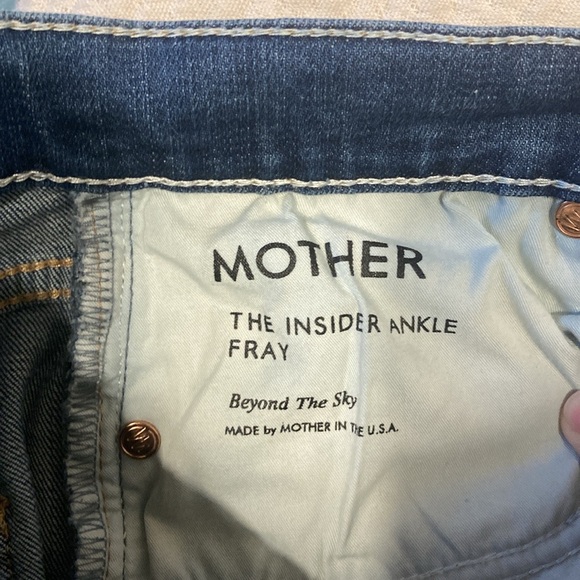 MOTHER
THE INSIDER ANKLE
FRAY
Beyond The Sky
MADE by MOTHER IN THE U.S.A.